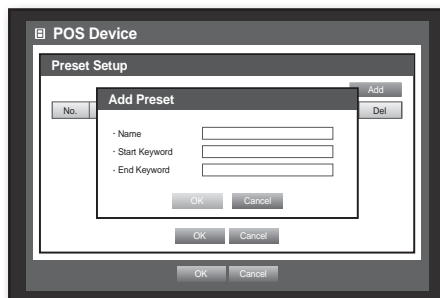 POS Device
Preset Setup
Add
No.
Del
Add Preset
· Name
· Start Keyword
· End Keyword
OK Cancel
OK Cancel
OK Cancel